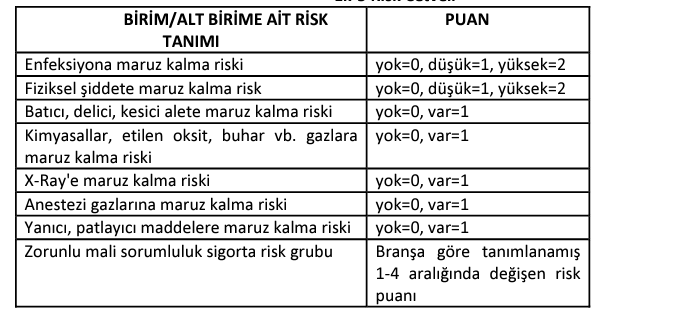 BİRİM/ALT BİRİME AİT RİSK PUAN
TANIMI
Enfeksiyona maruz kalma riski yok=0, düşük=1, yüksek=2
Fiziksel şiddete maruz kalma risk yok=0, düşük=1, yüksek=2
Batıcı, delici, kesici alete maruz kalma riski yok=0, var=1
Kimyasallar, etilen oksit, buhar vb. gazlara yok=0, var=1
maruz kalma riski
X-Ray'e maruz kalma riski yok=0, var=1
Anestezi gazlarına maruz kalma riski yok=0, var=1
Yanıcı, patlayıcı maddelere maruz kalma riski yok=0, var=1
Zorunlu mali sorumluluk sigorta risk grubu Branşa göre tanımlanamış
1-4 aralığında değişen risk
puanı